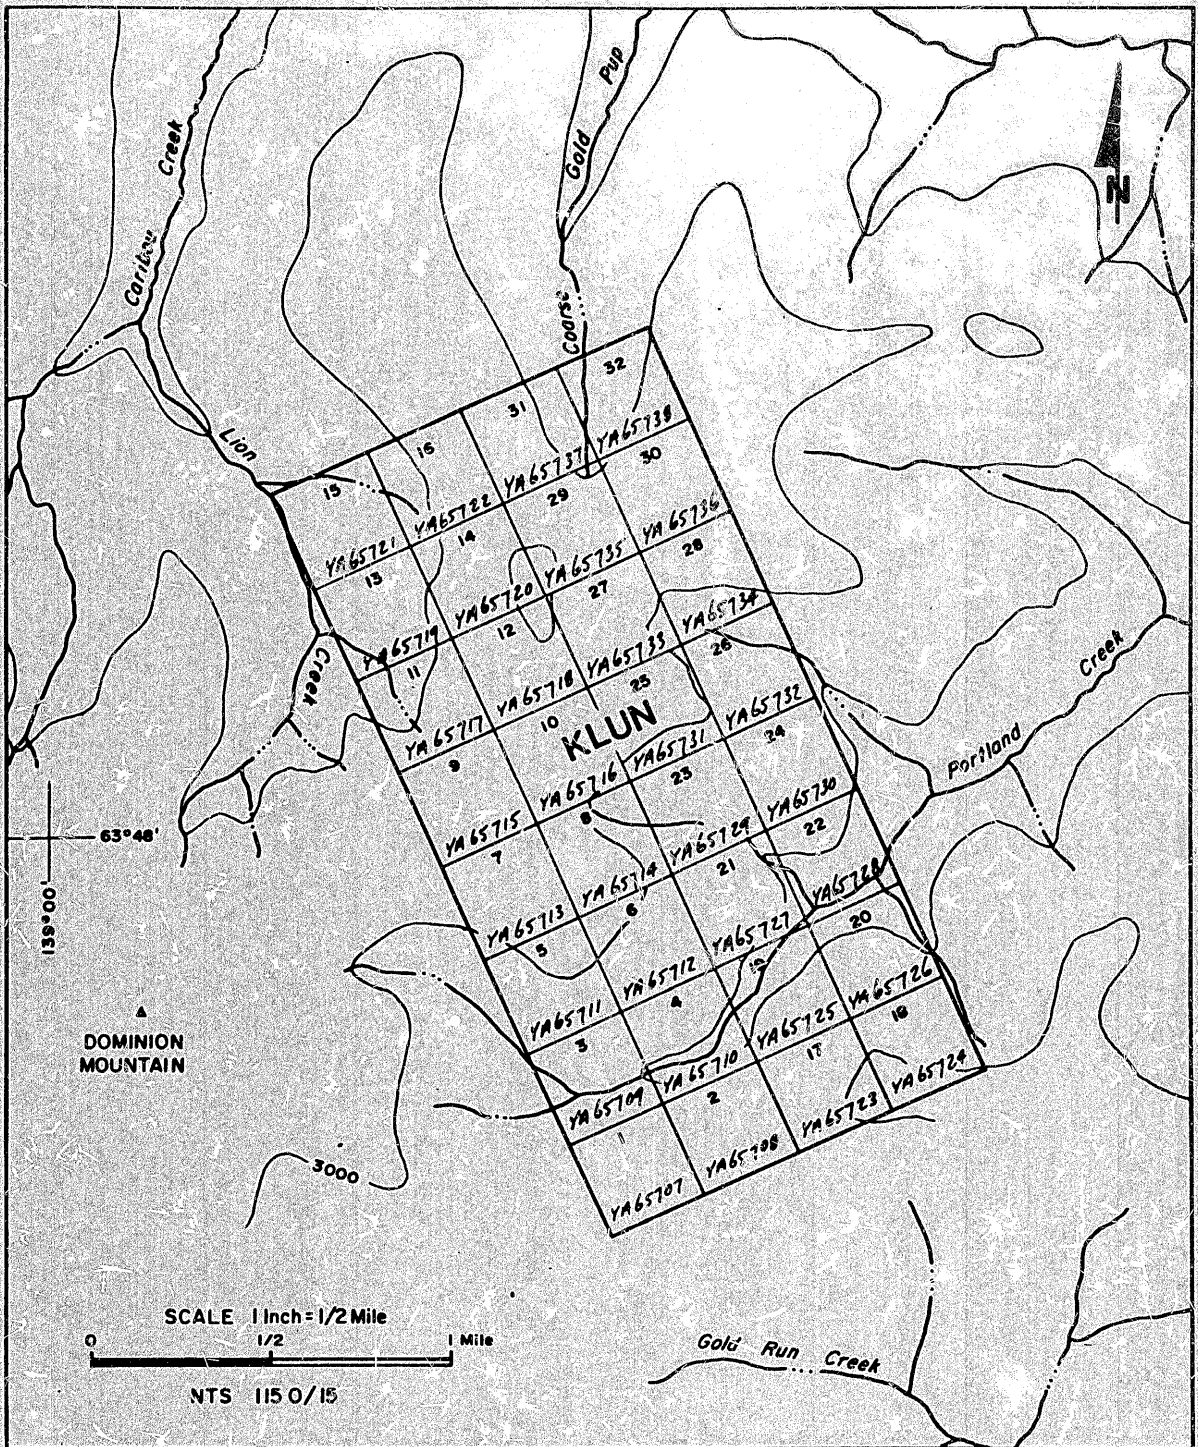 Caribou Creek
Coarse Gold Pup
N
Lion Creek
32
31
16
15
YA65738
30
YA65737
29
YA65722
14
YA65721
13
YA65736
28
YA65735
27
YA65720
12
YA65719
11
YA65734
26
YA65733
25
YA65718
10
YA65717
9
KLUN
YA65732
24
YA65731
23
YA65716
8
YA65715
7
Portland Creek
63°48'
139°00'
YA65730
22
YA65729
21
YA65714
6
YA65713
5
YA65728
20
YA65727
19
YA65712
4
YA65711
3
YA65726
18
YA65725
17
YA65710
2
YA65709
1
YA65724
YA65723
YA65708
YA65707
DOMINION
MOUNTAIN
3000
SCALE 1 Inch = 1/2 Mile
0 1/2 1 Mile
NTS 115 O/15
Gold Run Creek